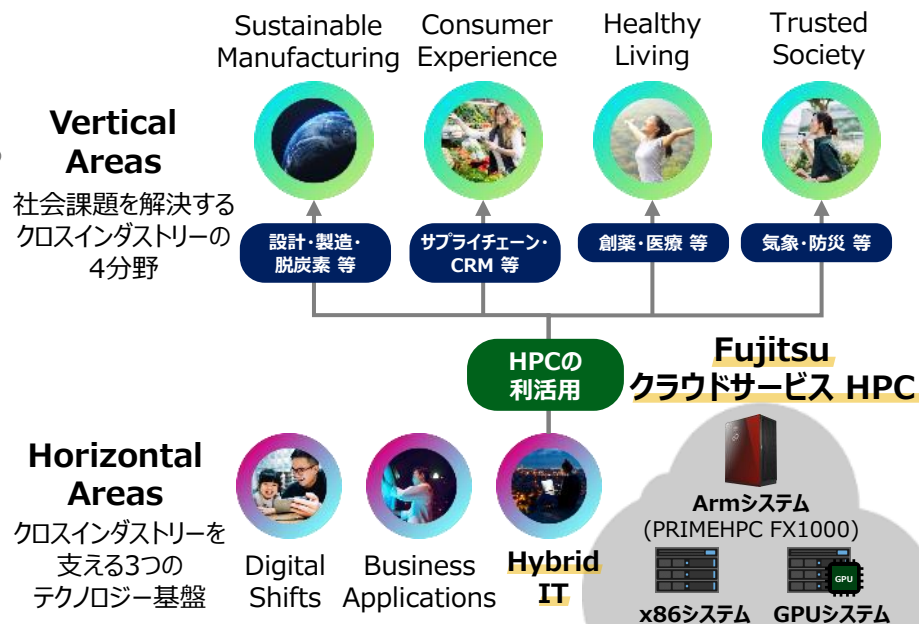 Sustainable
Manufacturing
Consumer
Experience
Healthy
Living
Trusted
Society
Vertical
Areas
社会課題を解決する
クロスインダストリーの
4分野
設計・製造・
脱炭素 等
サプライチェーン・
CRM 等
創薬・医療 等
気象・防災 等
HPCの
利活用
Fujitsu
クラウドサービス HPC
Horizontal
Areas
クロスインダストリーを
支える3つの
テクノロジー基盤
Digital
Shifts
Business
Applications
Hybrid
IT
Armシステム
(PRIMEHPC FX1000)
GPU
x86システム
GPUシステム